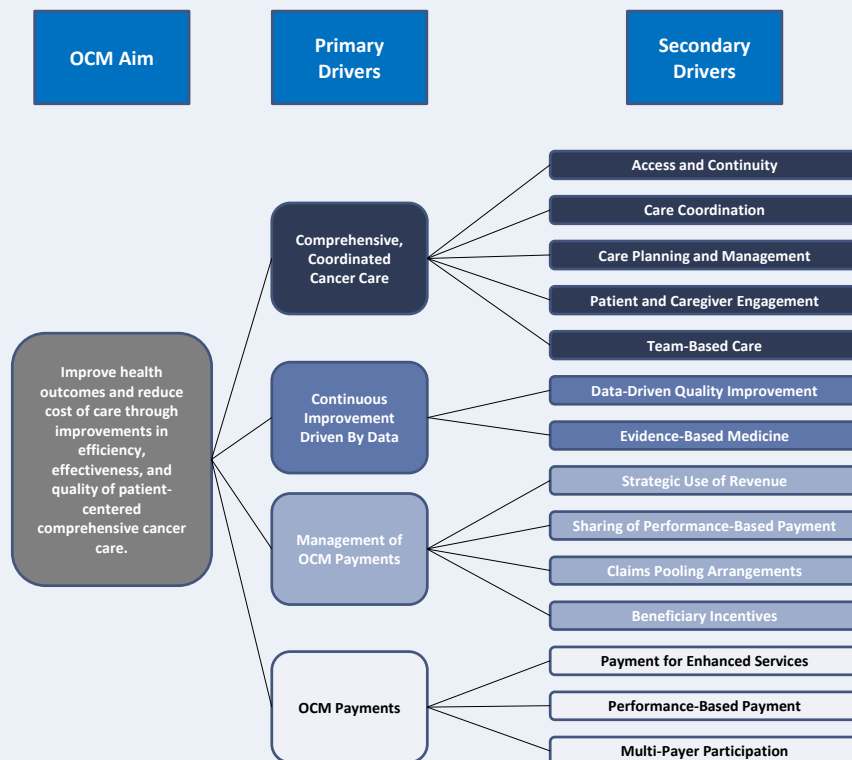 OCM Aim
Primary
Drivers
Secondary
Drivers
Improve health
outcomes and reduce
cost of care through
improvements in
efficiency,
effectiveness, and
quality of patient-
centered
comprehensive cancer
care.
Comprehensive,
Coordinated
Cancer Care
Access and Continuity
Care Coordination
Care Planning and Management
Patient and Caregiver Engagement
Team-Based Care
Continuous
Improvement
Driven By Data
Data-Driven Quality Improvement
Evidence-Based Medicine
Management of
OCM Payments
Strategic Use of Revenue
Sharing of Performance-Based Payment
Claims Pooling Arrangements
Beneficiary Incentives
OCM Payments
Payment for Enhanced Services
Performance-Based Payment
Multi-Payer Participation